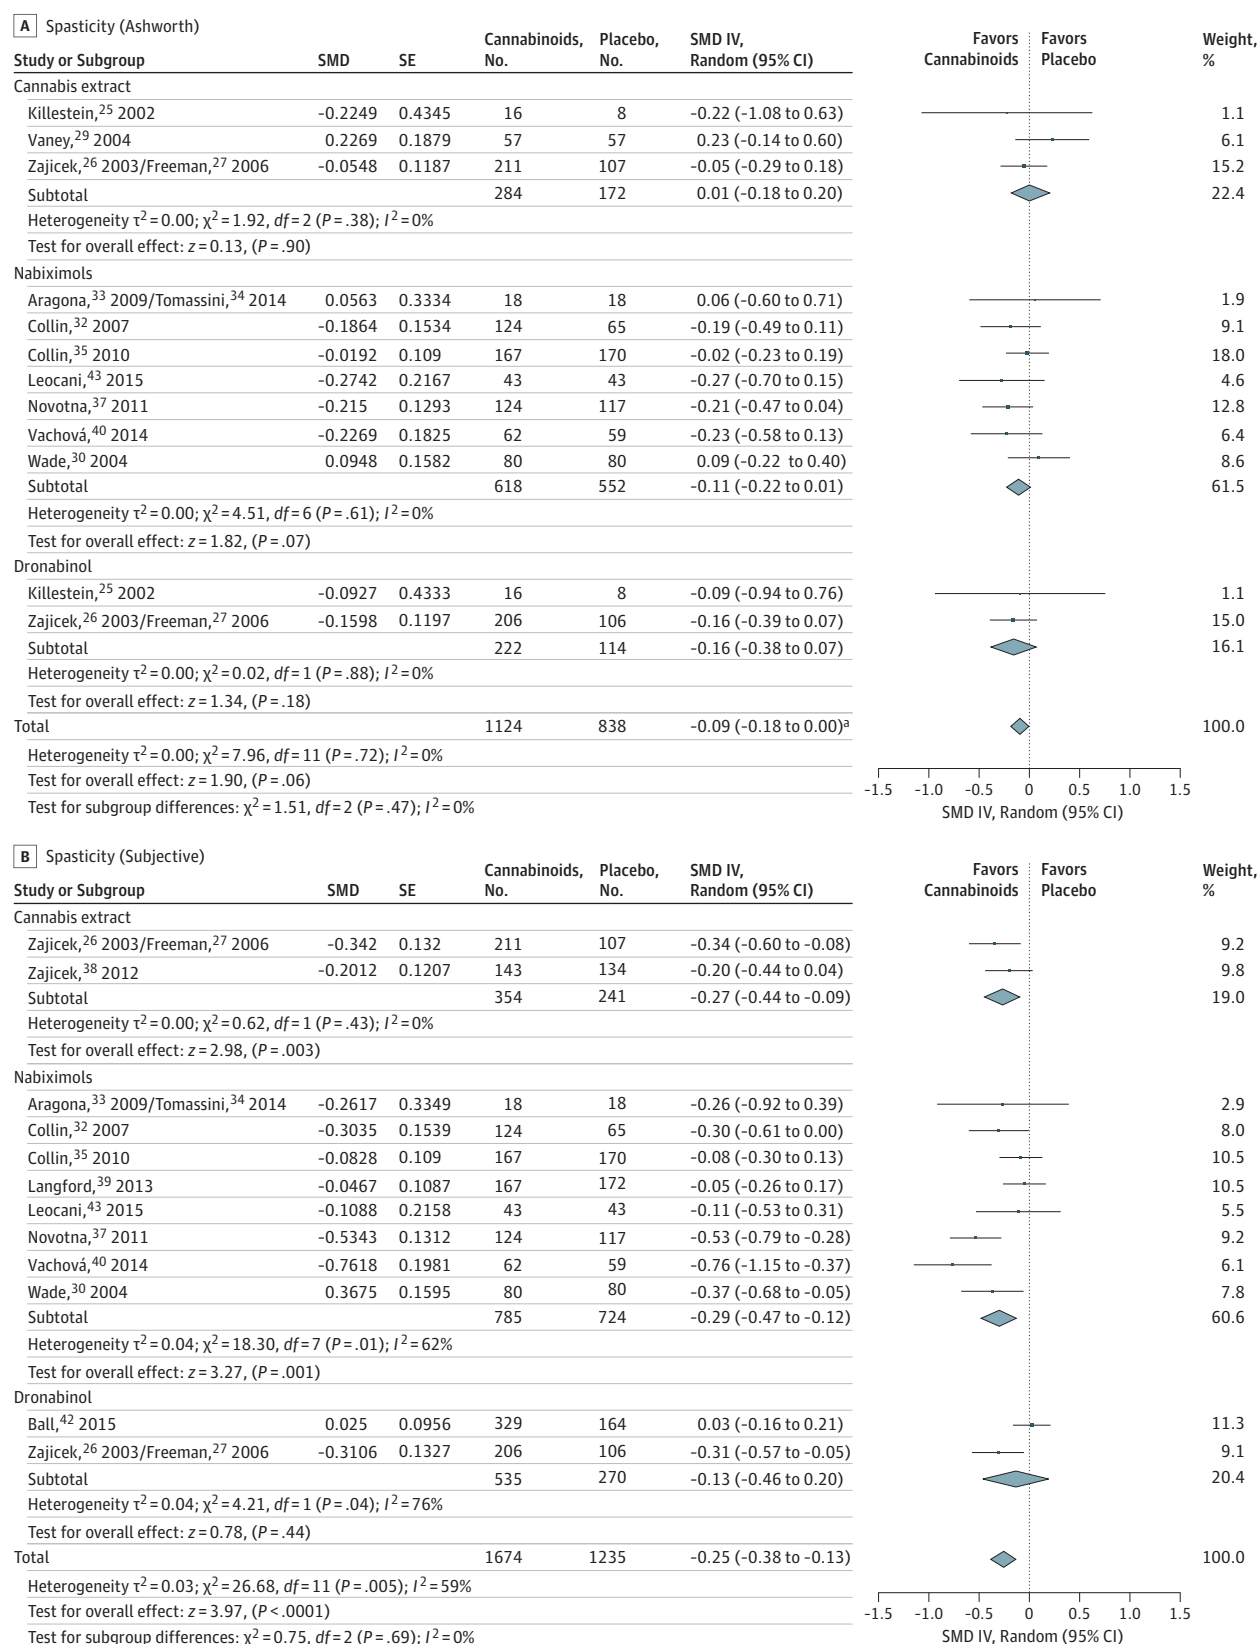 A Spasticity (Ashworth)
Study or Subgroup SMD SE Cannabinoids, No. Placebo, No. SMD IV, Random (95% CI) Favors Cannabinoids Favors Placebo Weight, %
Cannabis extract
Killestein,25 2002 -0.2249 0.4345 16 8 -0.22 (-1.08 to 0.63) 1.1
Vaney,29 2004 0.2269 0.1879 57 57 0.23 (-0.14 to 0.60) 6.1
Zajicek,26 2003/Freeman,27 2006 -0.0548 0.1187 211 107 -0.05 (-0.29 to 0.18) 15.2
Subtotal 284 172 0.01 (-0.18 to 0.20) 22.4
Heterogeneity τ2=0.00; χ2=1.92, df=2 (P=.38); I2=0%
Test for overall effect: z=0.13, (P=.90)
Nabiximols
Aragona,33 2009/Tomassini,34 2014 0.0563 0.3334 18 18 0.06 (-0.60 to 0.71) 1.9
Collin,32 2007 -0.1864 0.1534 124 65 -0.19 (-0.49 to 0.11) 9.1
Collin,35 2010 -0.0192 0.109 167 170 -0.02 (-0.23 to 0.19) 18.0
Leocani,43 2015 -0.2742 0.2167 43 43 -0.27 (-0.70 to 0.15) 4.6
Novotna,37 2011 -0.215 0.1293 124 117 -0.21 (-0.47 to 0.04) 12.8
Vachová,40 2014 -0.2269 0.1825 62 59 -0.23 (-0.58 to 0.13) 6.4
Wade,30 2004 0.0948 0.1582 80 80 0.09 (-0.22 to 0.40) 8.6
Subtotal 618 552 -0.11 (-0.22 to 0.01) 61.5
Heterogeneity τ2=0.00; χ2=4.51, df=6 (P=.61); I2=0%
Test for overall effect: z=1.82, (P=.07)
Dronabinol
Killestein,25 2002 -0.0927 0.4333 16 8 -0.09 (-0.94 to 0.76) 1.1
Zajicek,26 2003/Freeman,27 2006 -0.1598 0.1197 206 106 -0.16 (-0.39 to 0.07) 15.0
Subtotal 222 114 -0.16 (-0.38 to 0.07) 16.1
Heterogeneity τ2=0.00; χ2=0.02, df=1 (P=.88); I2=0%
Test for overall effect: z=1.34, (P=.18)
Total 1124 838 -0.09 (-0.18 to 0.00)a 100.0
Heterogeneity τ2=0.00; χ2=7.96, df=11 (P=.72); I2=0%
Test for overall effect: z=1.90, (P=.06)
Test for subgroup differences: χ2=1.51, df=2 (P=.47); I2=0%
-1.5 -1.0 -0.5 0 0.5 1.0 1.5
SMD IV, Random (95% CI)
B Spasticity (Subjective)
Study or Subgroup SMD SE Cannabinoids, No. Placebo, No. SMD IV, Random (95% CI) Favors Cannabinoids Favors Placebo Weight, %
Cannabis extract
Zajicek,26 2003/Freeman,27 2006 -0.342 0.132 211 107 -0.34 (-0.60 to -0.08) 9.2
Zajicek,38 2012 -0.2012 0.1207 143 134 -0.20 (-0.44 to 0.04) 9.8
Subtotal 354 241 -0.27 (-0.44 to -0.09) 19.0
Heterogeneity τ2=0.00; χ2=0.62, df=1 (P=.43); I2=0%
Test for overall effect: z=2.98, (P=.003)
Nabiximols
Aragona,33 2009/Tomassini,34 2014 -0.2617 0.3349 18 18 -0.26 (-0.92 to 0.39) 2.9
Collin,32 2007 -0.3035 0.1539 124 65 -0.30 (-0.61 to 0.00) 8.0
Collin,35 2010 -0.0828 0.109 167 170 -0.08 (-0.30 to 0.13) 10.5
Langford,39 2013 -0.0467 0.1087 167 172 -0.05 (-0.26 to 0.17) 10.5
Leocani,43 2015 -0.1088 0.2158 43 43 -0.11 (-0.53 to 0.31) 5.5
Novotna,37 2011 -0.5343 0.1312 124 117 -0.53 (-0.79 to -0.28) 9.2
Vachová,40 2014 -0.7618 0.1981 62 59 -0.76 (-1.15 to -0.37) 6.1
Wade,30 2004 0.3675 0.1595 80 80 -0.37 (-0.68 to -0.05) 7.8
Subtotal 785 724 -0.29 (-0.47 to -0.12) 60.6
Heterogeneity τ2=0.04; χ2=18.30, df=7 (P=.01); I2=62%
Test for overall effect: z=3.27, (P=.001)
Dronabinol
Ball,42 2015 0.025 0.0956 329 164 0.03 (-0.16 to 0.21) 11.3
Zajicek,26 2003/Freeman,27 2006 -0.3106 0.1327 206 106 -0.31 (-0.57 to -0.05) 9.1
Subtotal 535 270 -0.13 (-0.46 to 0.20) 20.4
Heterogeneity τ2=0.04; χ2=4.21, df=1 (P=.04); I2=76%
Test for overall effect: z=0.78, (P=.44)
Total 1674 1235 -0.25 (-0.38 to -0.13) 100.0
Heterogeneity τ2=0.03; χ2=26.68, df=11 (P=.005); I2=59%
Test for overall effect: z=3.97, (P<.0001)
Test for subgroup differences: χ2=0.75, df=2 (P=.69); I2=0%
-1.5 -1.0 -0.5 0 0.5 1.0 1.5
SMD IV, Random (95% CI)